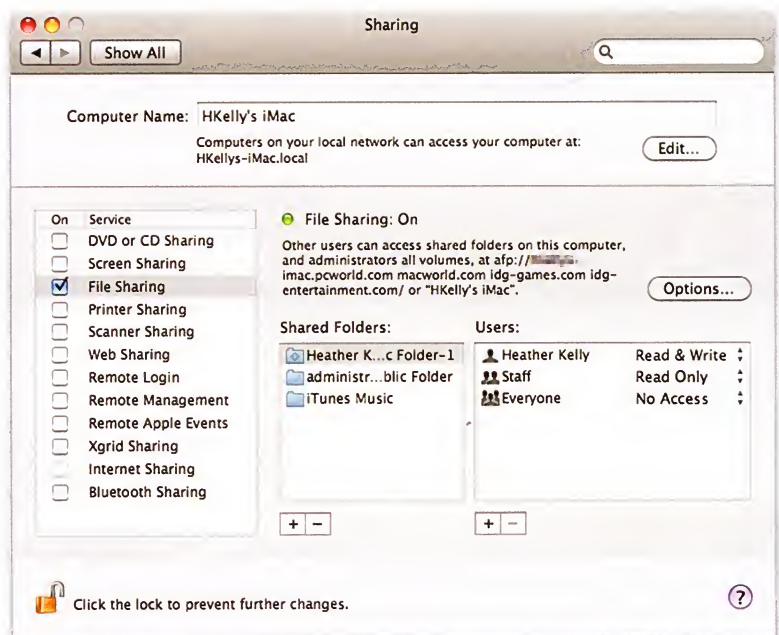 Sharing
Show All
Computer Name: HKelly's iMac
Computers on your local network can access your computer at:
HKellys-iMac.local
Edit...
On Service
DVD or CD Sharing
Screen Sharing
File Sharing
Printer Sharing
Scanner Sharing
Web Sharing
Remote Login
Remote Management
Remote Apple Events
Xgrid Sharing
Internet Sharing
Bluetooth Sharing
File Sharing: On
Other users can access shared folders on this computer,
and administrators all volumes, at afp://
imac.pcworld.com macworld.com idg-games.com idg-
entertainment.com/ or "HKelly's iMac".
Options...
Shared Folders:
Heather K...c Folder-1
administr...blic Folder
iTunes Music
Users:
Heather Kelly Read & Write
Staff Read Only
Everyone No Access
+ −
+ −
Click the lock to prevent further changes.
?